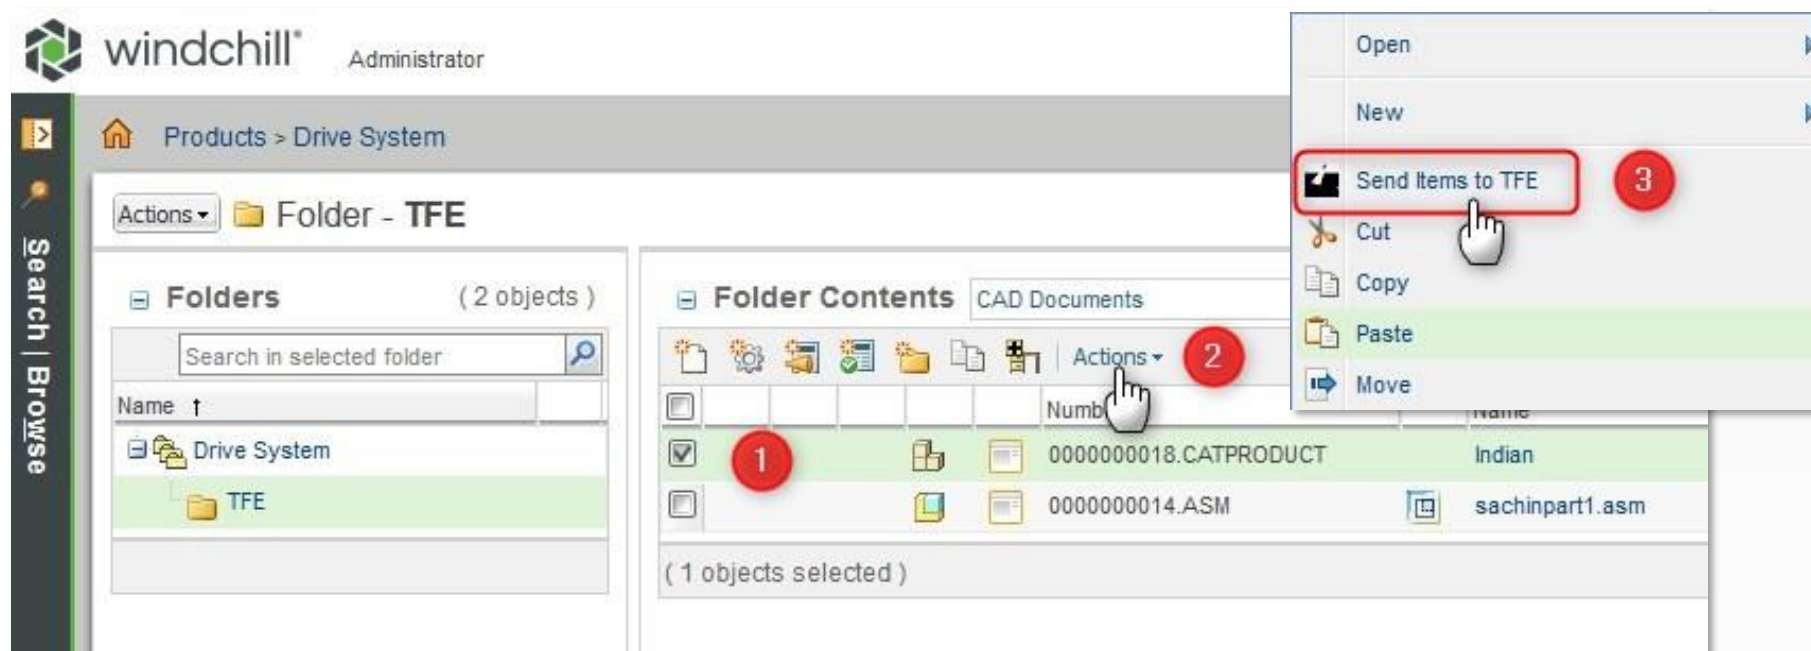 windchill® Administrator
Products > Drive System
Search | Browse
Actions Folder - TFE
Folders ( 2 objects )
Search in selected folder
Name ↑
Drive System
TFE
Folder Contents CAD Documents
Actions 2
Name
1 0000000018.CATPRODUCT Indian
0000000014.ASM sachinpart1.asm
( 1 objects selected )
Open
New
Send Items to TFE 3
Cut
Copy
Paste
Move